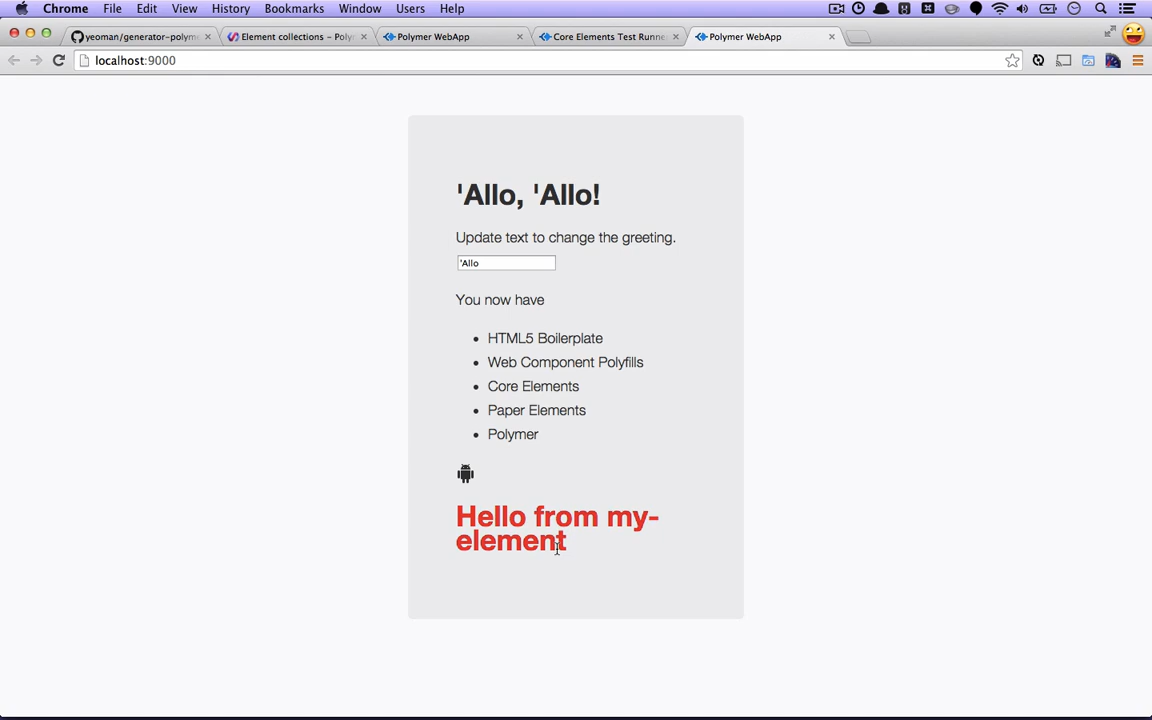 Chrome File Edit View History Bookmarks Window Users Help
yeoman/generator-polyme
Element collections – Polym
Polymer WebApp
Core Elements Test Runner
Polymer WebApp
localhost:9000
'Allo, 'Allo!
Update text to change the greeting.
'Allo
You now have
• HTML5 Boilerplate
• Web Component Polyfills
• Core Elements
• Paper Elements
• Polymer
Hello from my-
element